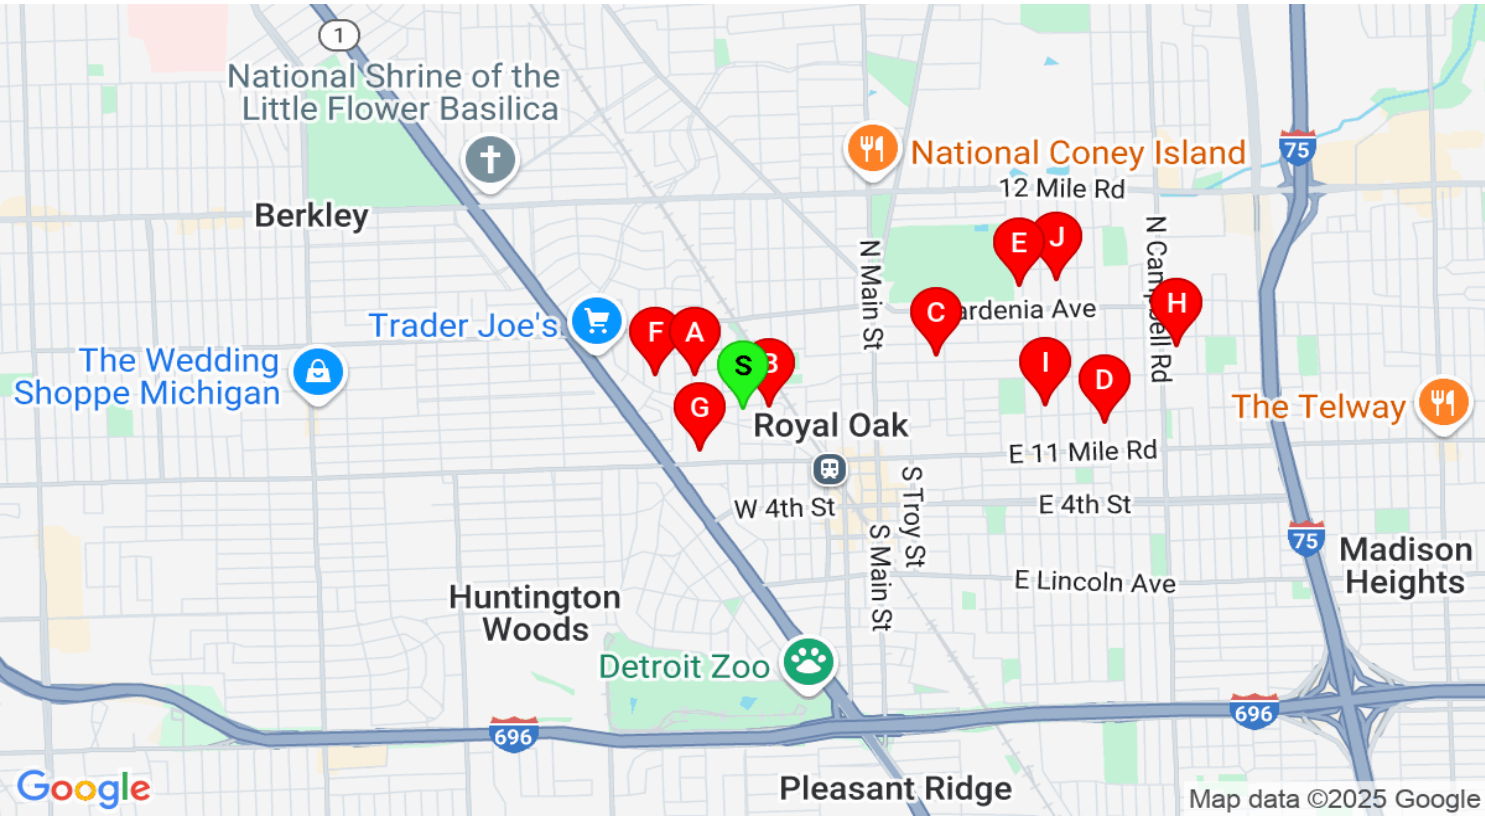 1
National Shrine of the
Little Flower Basilica
National Coney Island
75
12 Mile Rd
Berkley
N Main St
N Campbell Rd
E
J
H
C
Gardenia Ave
Trader Joe's
F
A
S
B
The Wedding
Shoppe Michigan
I
D
G
The Telway
Royal Oak
E 11 Mile Rd
S Troy St
W 4th St
E 4th St
S Main St
75
Madison
Heights
E Lincoln Ave
Huntington
Woods
Detroit Zoo
696
696
Google
Pleasant Ridge
Map data ©2025 Google